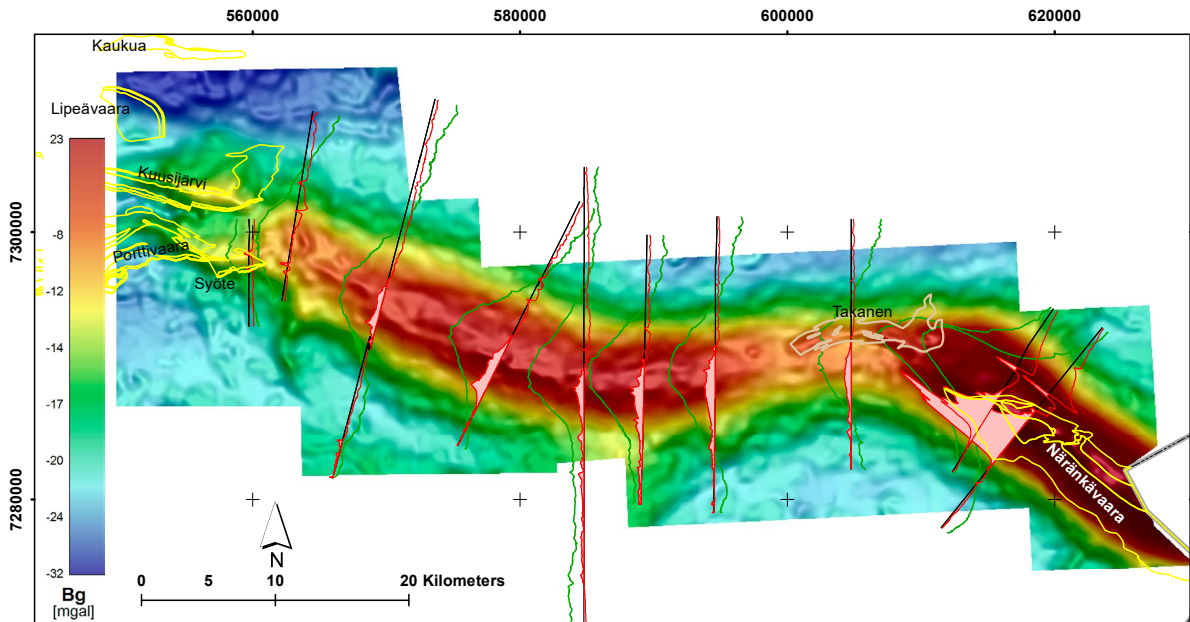 560000
580000
600000
620000
Kaukua
Lipeävaara
23
Kuusijärvi
7300000
-8
Porttivaara
Syöte
-12
Takanen
-14
-17
Näränkävaara
-20
7280000
-24
N
-32
0
5
10
20 Kilometers
Bg
[mgal]